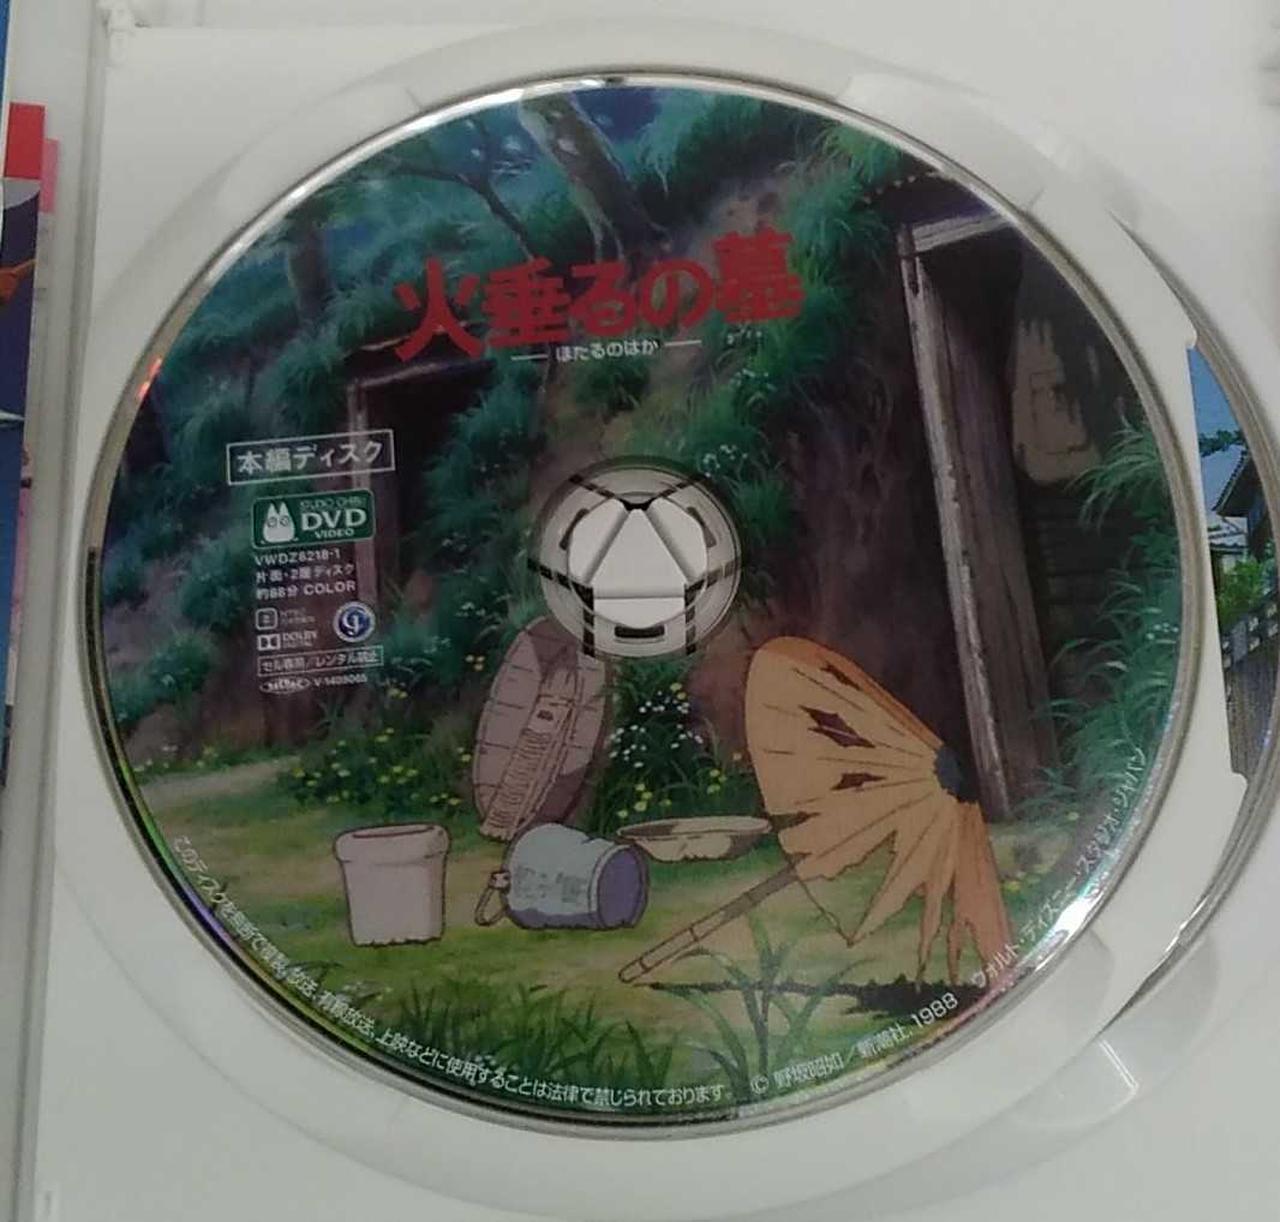 火垂るの墓
ほたるのはか
本編ディスク
STUDIO GHIBLI
DVD
VIDEO
VWDZ8218-1
片面・2層ディスク
約88分 COLOR
NTSC
DOLBY
DIGITAL
セル専用/レンタル禁止
このディスクを無断で複製、放送、有線放送、上映などに使用することは法律で禁じられております。
© 野坂昭如/新潮社, 1988
ウォルト・ディズニー・スタジオ・ジャパン